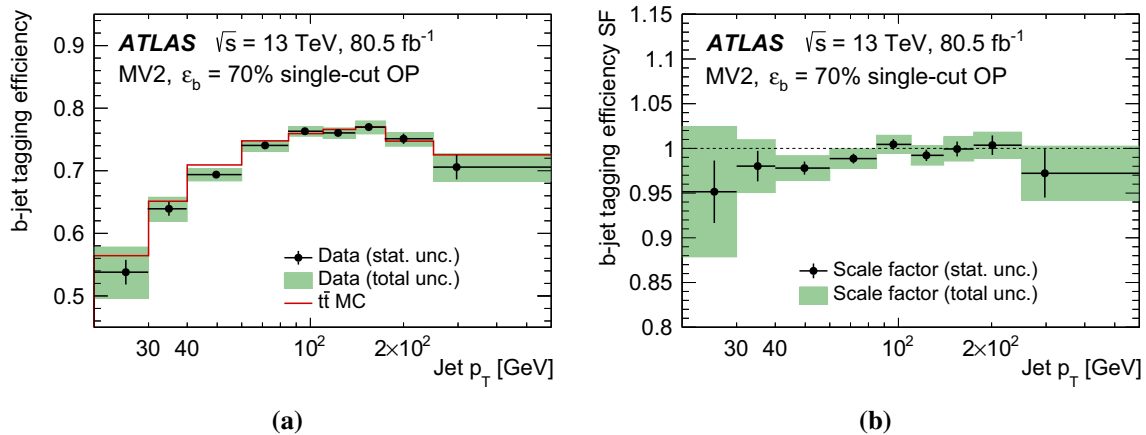 b-jet tagging efficiency
0.9
0.8
0.7
0.6
0.5
ATLAS √s = 13 TeV, 80.5 fb⁻¹
MV2, ε_b = 70% single-cut OP
Data (stat. unc.)
Data (total unc.)
tt̄ MC
30 40 10² 2×10²
Jet p_T [GeV]
(a)
b-jet tagging efficiency SF
1.15
1.1
1.05
1
0.95
0.9
0.85
0.8
ATLAS √s = 13 TeV, 80.5 fb⁻¹
MV2, ε_b = 70% single-cut OP
Scale factor (stat. unc.)
Scale factor (total unc.)
30 40 10² 2×10²
Jet p_T [GeV]
(b)